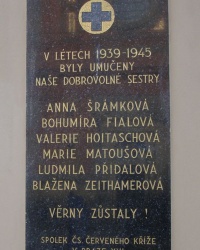 V LÉTECH 1939-1945
BYLY UMUČENY
NAŠE DOBROVOLNÉ SESTRY
ANNA ŠRÁMKOVÁ
BOHUMÍRA FIALOVÁ
VALERIE HOITASCHOVÁ
MARIE MATOUŠOVÁ
LUDMILA PŘIDALOVÁ
BLAŽENA ZEITHAMEROVÁ
VĚRNY ZŮSTALY !
SPOLEK ČS. ČERVENÉHO KŘÍŽE
V PRAZE